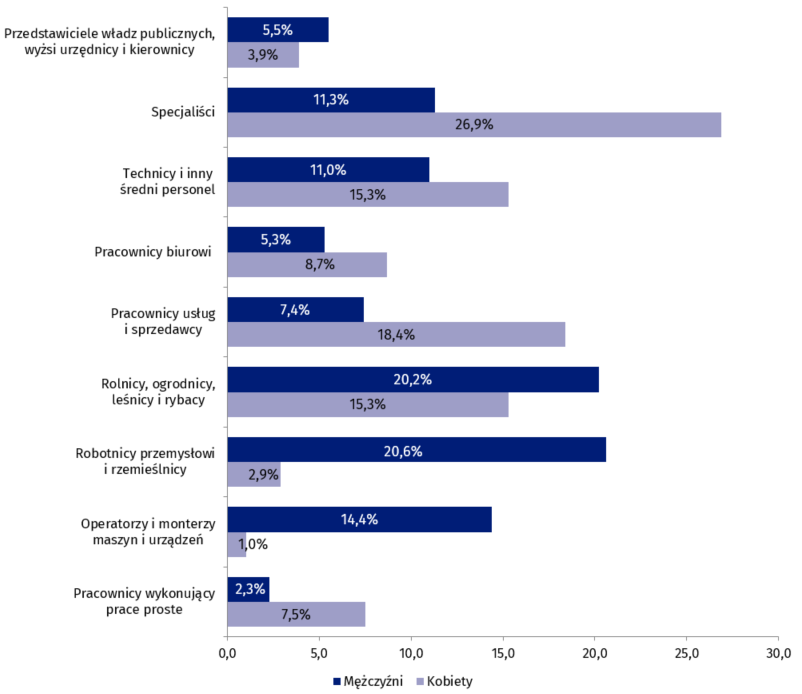 Przedstawiciele władz publicznych,
wyżsi urzędnicy i kierownicy
5,5%
3,9%
Specjaliści
11,3%
26,9%
Technicy i inny
średni personel
11,0%
15,3%
Pracownicy biurowi
5,3%
8,7%
Pracownicy usług
i sprzedawcy
7,4%
18,4%
Rolnicy, ogrodnicy,
leśnicy i rybacy
20,2%
15,3%
Robotnicy przemysłowi
i rzemieślnicy
20,6%
2,9%
Operatorzy i monterzy
maszyn i urządzeń
14,4%
1,0%
Pracownicy wykonujący
prace proste
2,3%
7,5%
0,0 5,0 10,0 15,0 20,0 25,0 30,0
Mężczyźni Kobiety